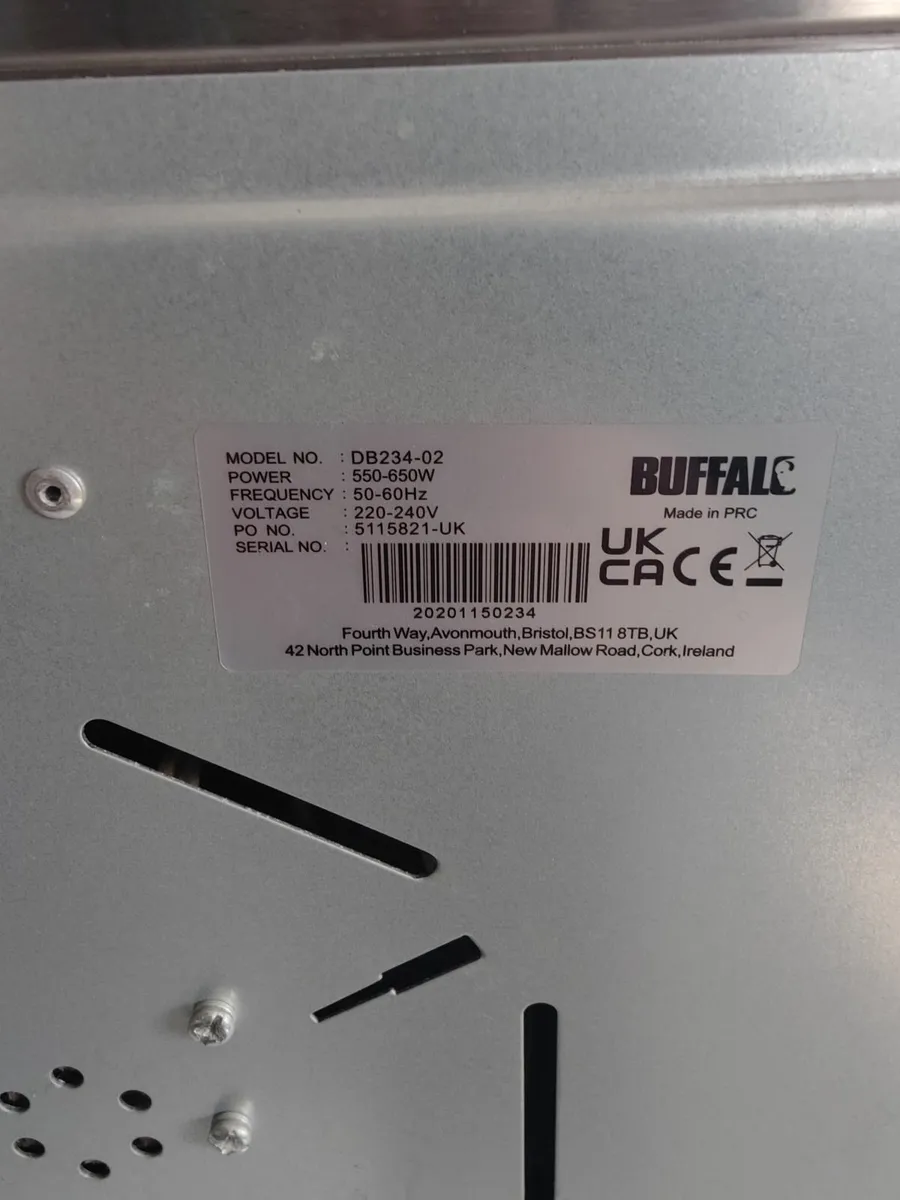 MODEL NO. : DB234-02
POWER : 550-650W
FREQUENCY : 50-60Hz
VOLTAGE : 220-240V
PO NO. : 5115821-UK
SERIAL NO. :
20201150234
BUFFALO
Made in PRC
UK
CA CE
Fourth Way,Avonmouth,Bristol,BS11 8TB,UK
42 North Point Business Park,New Mallow Road,Cork,Ireland